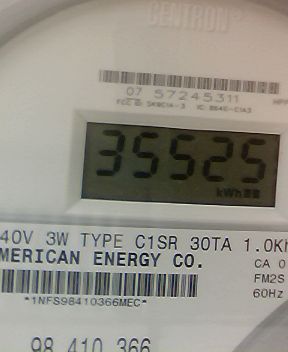 CENTRON®
07 57245311
35525
kWh
40V 3W TYPE C1SR 30TA 1.0Kh
MERICAN ENERGY CO.
CA 0
FM2S
60Hz
*1NFS98410366MEC*
98 410 366